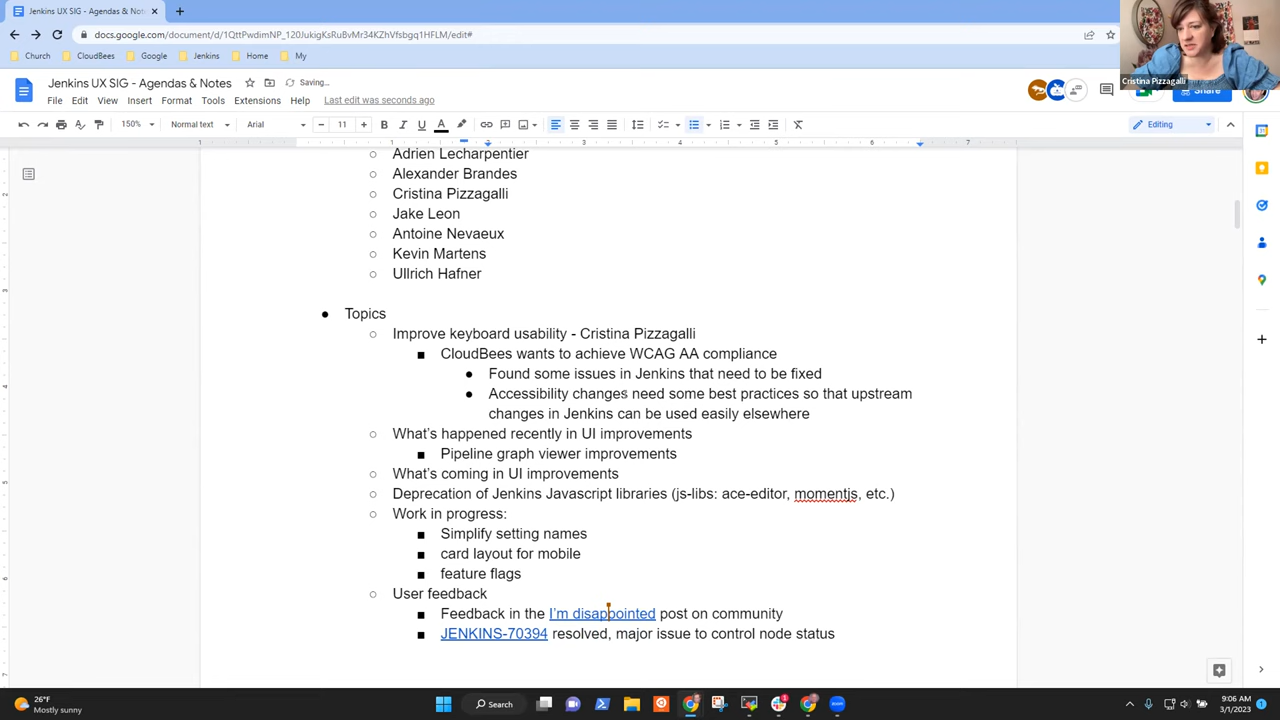 Jenkins UX SIG - Agendas & Notes
docs.google.com/document/d/1QttPwdimNP_120JukigKsRuBvMr34KZhVfsbgq1HFLM/edit#
Church
CloudBees
Google
Jenkins
Home
My
Cristina Pizzagalli
Jenkins UX SIG - Agendas & Notes
Saving...
File Edit View Insert Format Tools Extensions Help Last edit was seconds ago
Share
150% Normal text Arial 11 Editing
Adrien Lecharpentier
Alexander Brandes
Cristina Pizzagalli
Jake Leon
Antoine Nevaeux
Kevin Martens
Ullrich Hafner
Topics
Improve keyboard usability - Cristina Pizzagalli
CloudBees wants to achieve WCAG AA compliance
Found some issues in Jenkins that need to be fixed
Accessibility changes need some best practices so that upstream
changes in Jenkins can be used easily elsewhere
What's happened recently in UI improvements
Pipeline graph viewer improvements
What's coming in UI improvements
Deprecation of Jenkins Javascript libraries (js-libs: ace-editor, momentjs, etc.)
Work in progress:
Simplify setting names
card layout for mobile
feature flags
User feedback
Feedback in the I'm disappointed post on community
JENKINS-70394 resolved, major issue to control node status
26°F
Mostly sunny
Search
9:06 AM
3/1/2023